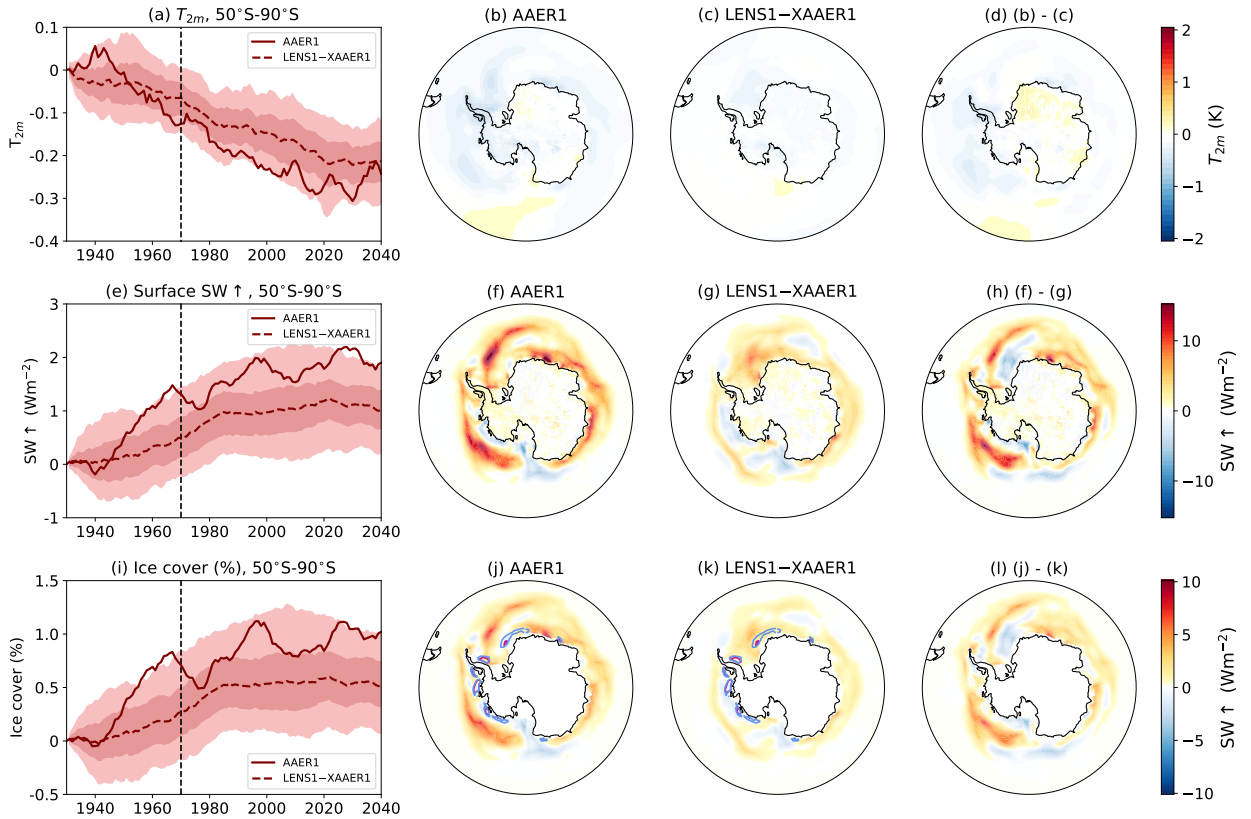 (a) T2m, 50°S-90°S
(b) AAER1
(c) LENS1−XAAER1
(d) (b) - (c)
0.1
0
-0.1
-0.2
-0.3
-0.4
T2m
AAER1
LENS1−XAAER1
1940 1960 1980 2000 2020 2040
2
1
0
−1
−2
T2m (K)
(e) Surface SW ↑ , 50°S-90°S
(f) AAER1
(g) LENS1−XAAER1
(h) (f) - (g)
3
2
1
0
-1
SW ↑ (Wm−2)
AAER1
LENS1−XAAER1
1940 1960 1980 2000 2020 2040
10
0
−10
SW ↑ (Wm−2)
(i) Ice cover (%), 50°S-90°S
(j) AAER1
(k) LENS1−XAAER1
(l) (j) - (k)
1.5
1.0
0.5
0
-0.5
Ice cover (%)
AAER1
LENS1−XAAER1
1940 1960 1980 2000 2020 2040
10
5
0
−5
−10
SW ↑ (Wm−2)